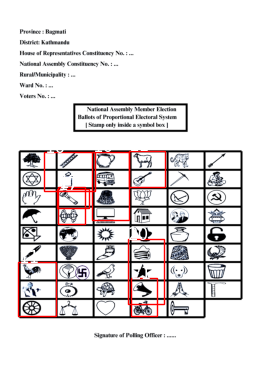 Province : Bagmati
District: Kathmandu
House of Representatives Constituency No. : ...
National Assembly Constituency No. : ...
Rural/Municipality : ...
Ward No. : ...
Voters No. : ...
National Assembly Member Election
Ballots of Proportional Electoral System
[ Stamp only inside a symbol box ]
Signature of Polling Officer : ......